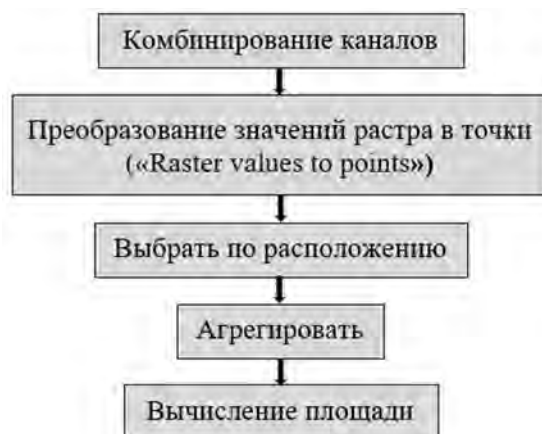 Комбинирование каналов
Преобразование значений растра в точки
(«Raster values to points»)
Выбрать по расположению
Агрегировать
Вычисление площади